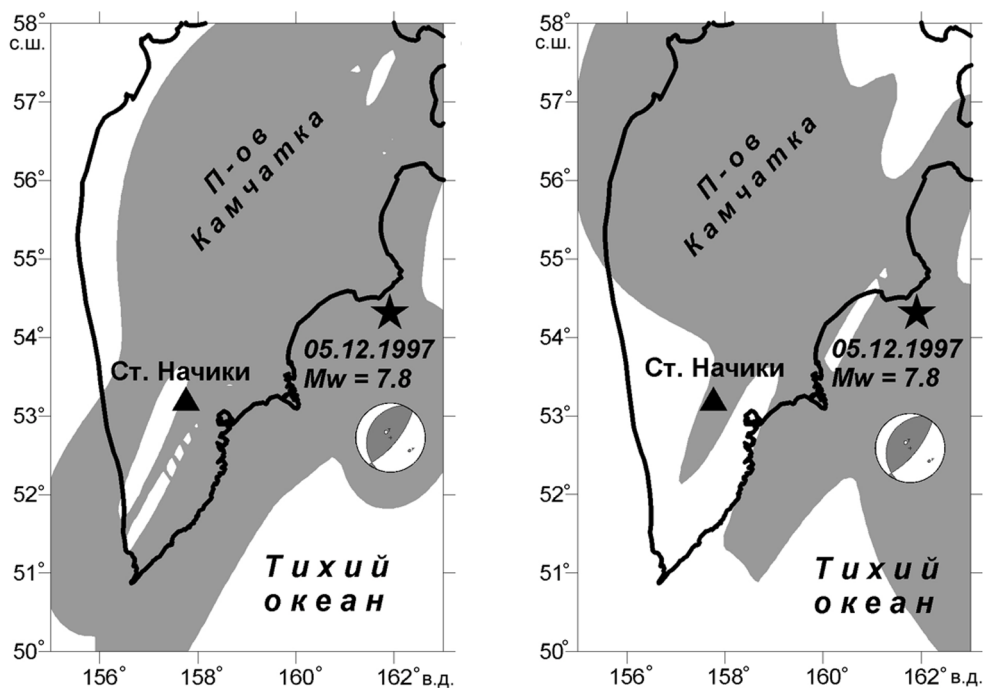 58°
с.ш.
57°
56°
55°
54°
53°
52°
51°
50°
156°
158°
160°
162° в.д.
П-ов
Камчатка
05.12.1997
Mw = 7.8
Ст. Начики
Тихий
океан
58°
с.ш.
57°
56°
55°
54°
53°
52°
51°
50°
156°
158°
160°
162° в.д.
П-ов
Камчатка
05.12.1997
Mw = 7.8
Ст. Начики
Тихий
океан